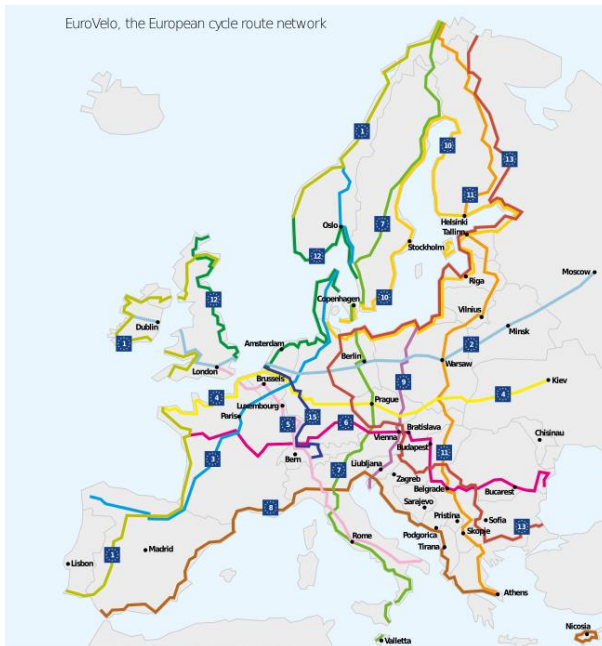 EuroVelo, the European cycle route network
1
10
13
11
7
Oslo
Helsinki
Tallinn
12
Stockholm
Moscow
12
Riga
10
Copenhagen
Dublin
Vilnius
Minsk
1
2
Amsterdam
Berlin
Warsaw
London
Brussels
9
Kiev
4
4
Luxembourg
Prague
Paris
15
5
6
Bratislava
Vienna
Chisinau
3
Bern
Budapest
11
7
Ljubljana
Zagreb
Belgrade
Bucarest
8
Sarajevo
Pristina
Sofia
13
Rome
Podgorica
Skopje
Tirana
1
Madrid
Lisbon
Athens
Nicosia
Valletta